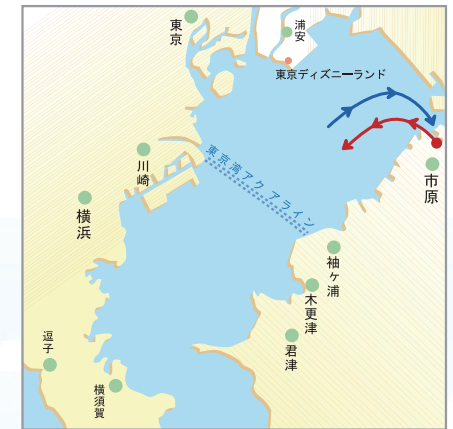 東京
浦安
東京ディズニーランド
東京湾アクアライン
川崎
市原
横浜
袖ヶ浦
木更津
君津
逗子
横須賀